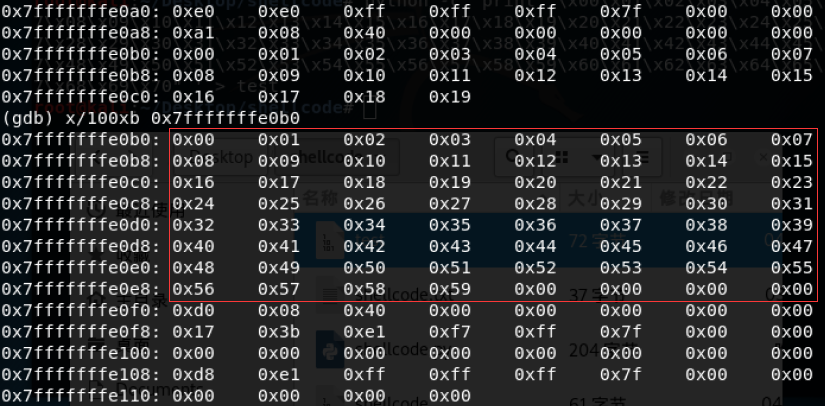 0x7fffffffe0a0: 0xe0 0xe0 0xff 0xff 0xff 0x7f 0x00 0x00
0x7fffffffe0a8: 0xa1 0x08 0x40 0x00 0x00 0x00 0x00 0x00
0x7fffffffe0b0: 0x00 0x01 0x02 0x03 0x04 0x05 0x06 0x07
0x7fffffffe0b8: 0x08 0x09 0x10 0x11 0x12 0x13 0x14 0x15
0x7fffffffe0c0: 0x16 0x17 0x18 0x19
(gdb) x/100xb 0x7fffffffe0b0
0x7fffffffe0b0: 0x00 0x01 0x02 0x03 0x04 0x05 0x06 0x07
0x7fffffffe0b8: 0x08 0x09 0x10 0x11 0x12 0x13 0x14 0x15
0x7fffffffe0c0: 0x16 0x17 0x18 0x19 0x20 0x21 0x22 0x23
0x7fffffffe0c8: 0x24 0x25 0x26 0x27 0x28 0x29 0x30 0x31
0x7fffffffe0d0: 0x32 0x33 0x34 0x35 0x36 0x37 0x38 0x39
0x7fffffffe0d8: 0x40 0x41 0x42 0x43 0x44 0x45 0x46 0x47
0x7fffffffe0e0: 0x48 0x49 0x50 0x51 0x52 0x53 0x54 0x55
0x7fffffffe0e8: 0x56 0x57 0x58 0x59 0x00 0x00 0x00 0x00
0x7fffffffe0f0: 0xd0 0x08 0x40 0x00 0x00 0x00 0x00 0x00
0x7fffffffe0f8: 0x17 0x3b 0xe1 0xf7 0xff 0x7f 0x00 0x00
0x7fffffffe100: 0x00 0x00 0x00 0x00 0x00 0x00 0x00 0x00
0x7fffffffe108: 0xd8 0xe1 0xff 0xff 0xff 0x7f 0x00 0x00
0x7fffffffe110: 0x00 0x00 0x00 0x00